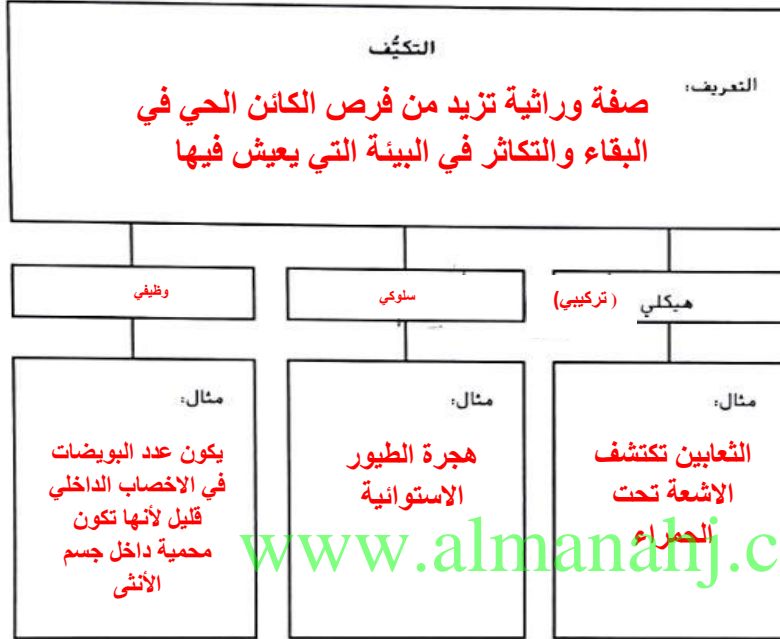 التكيُّف
التعريف:
صفة وراثية تزيد من فرص الكائن الحي في
البقاء والتكاثر في البيئة التي يعيش فيها
هيكلي (تركيبي)
سلوكي
وظيفي
مثال:
الثعابين تكتشف
الاشعة تحت
الحمراء
مثال:
هجرة الطيور
الاستوائية
مثال:
يكون عدد البويضات
في الاخصاب الداخلي
قليل لأنها تكون
محمية داخل جسم
الأنثى
www.almanahj.c